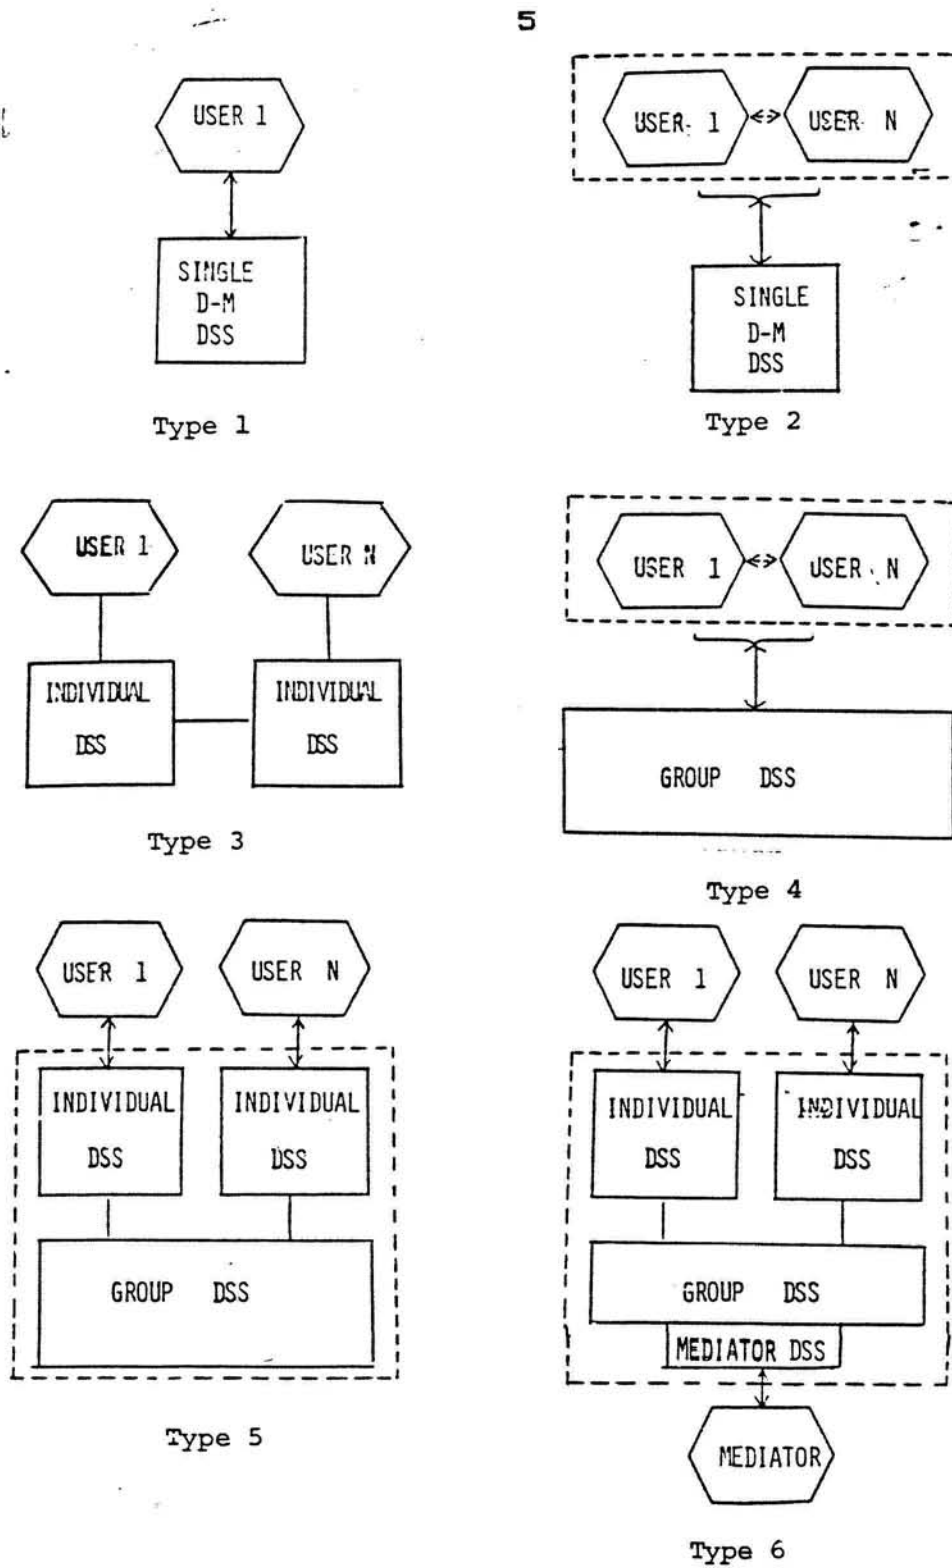 5
USER 1
SINGLE
D-M
DSS
Type 1
USER 1
USER N
SINGLE
D-M
DSS
Type 2
USER 1
USER N
INDIVIDUAL
DSS
INDIVIDUAL
DSS
Type 3
USER 1
USER N
GROUP DSS
Type 4
USER 1
USER N
INDIVIDUAL
DSS
INDIVIDUAL
DSS
GROUP DSS
Type 5
USER 1
USER N
INDIVIDUAL
DSS
INDIVIDUAL
DSS
GROUP DSS
MEDIATOR DSS
MEDIATOR
Type 6